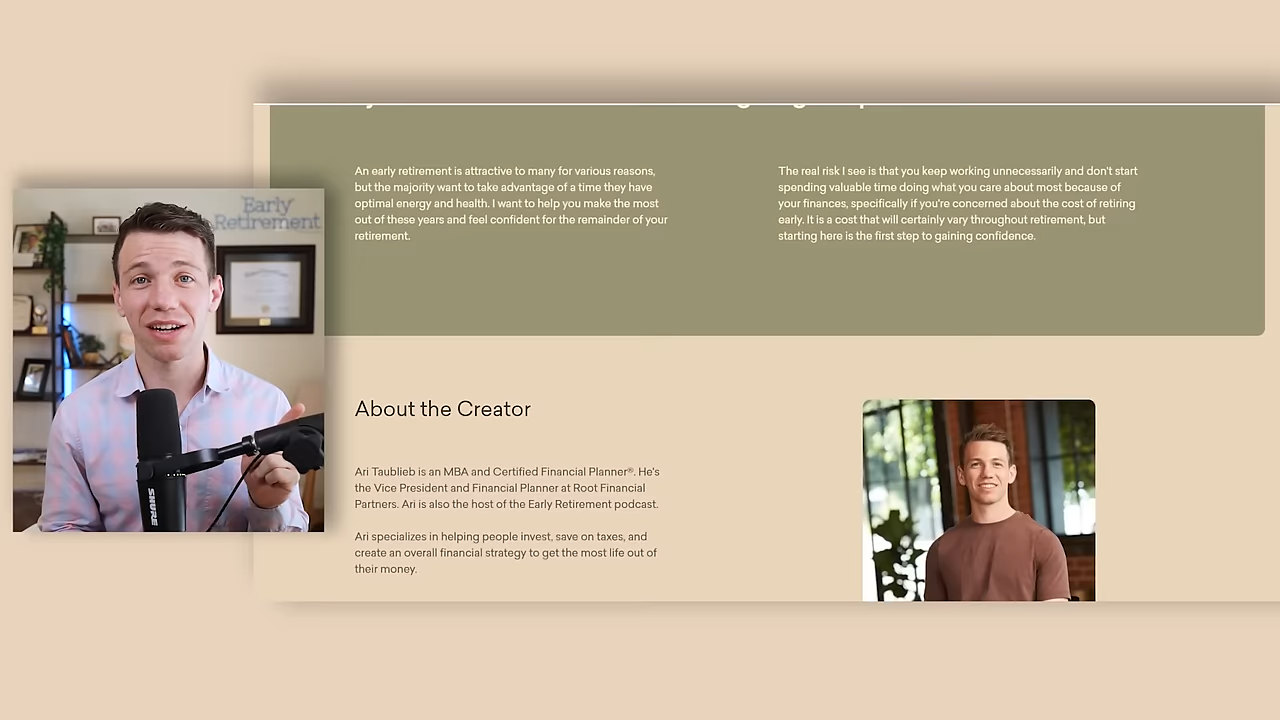 An early retirement is attractive to many for various reasons,
but the majority want to take advantage of a time they have
optimal energy and health. I want to help you make the most
out of these years and feel confident for the remainder of your
retirement.
The real risk I see is that you keep working unnecessarily and don't start
spending valuable time doing what you care about most because of
your finances, specifically if you're concerned about the cost of retiring
early. It is a cost that will certainly vary throughout retirement, but
starting here is the first step to gaining confidence.
Early
Retirement
SHURE
About the Creator
Ari Taublieb is an MBA and Certified Financial Planner®. He's
the Vice President and Financial Planner at Root Financial
Partners. Ari is also the host of the Early Retirement podcast.
Ari specializes in helping people invest, save on taxes, and
create an overall financial strategy to get the most life out of
their money.